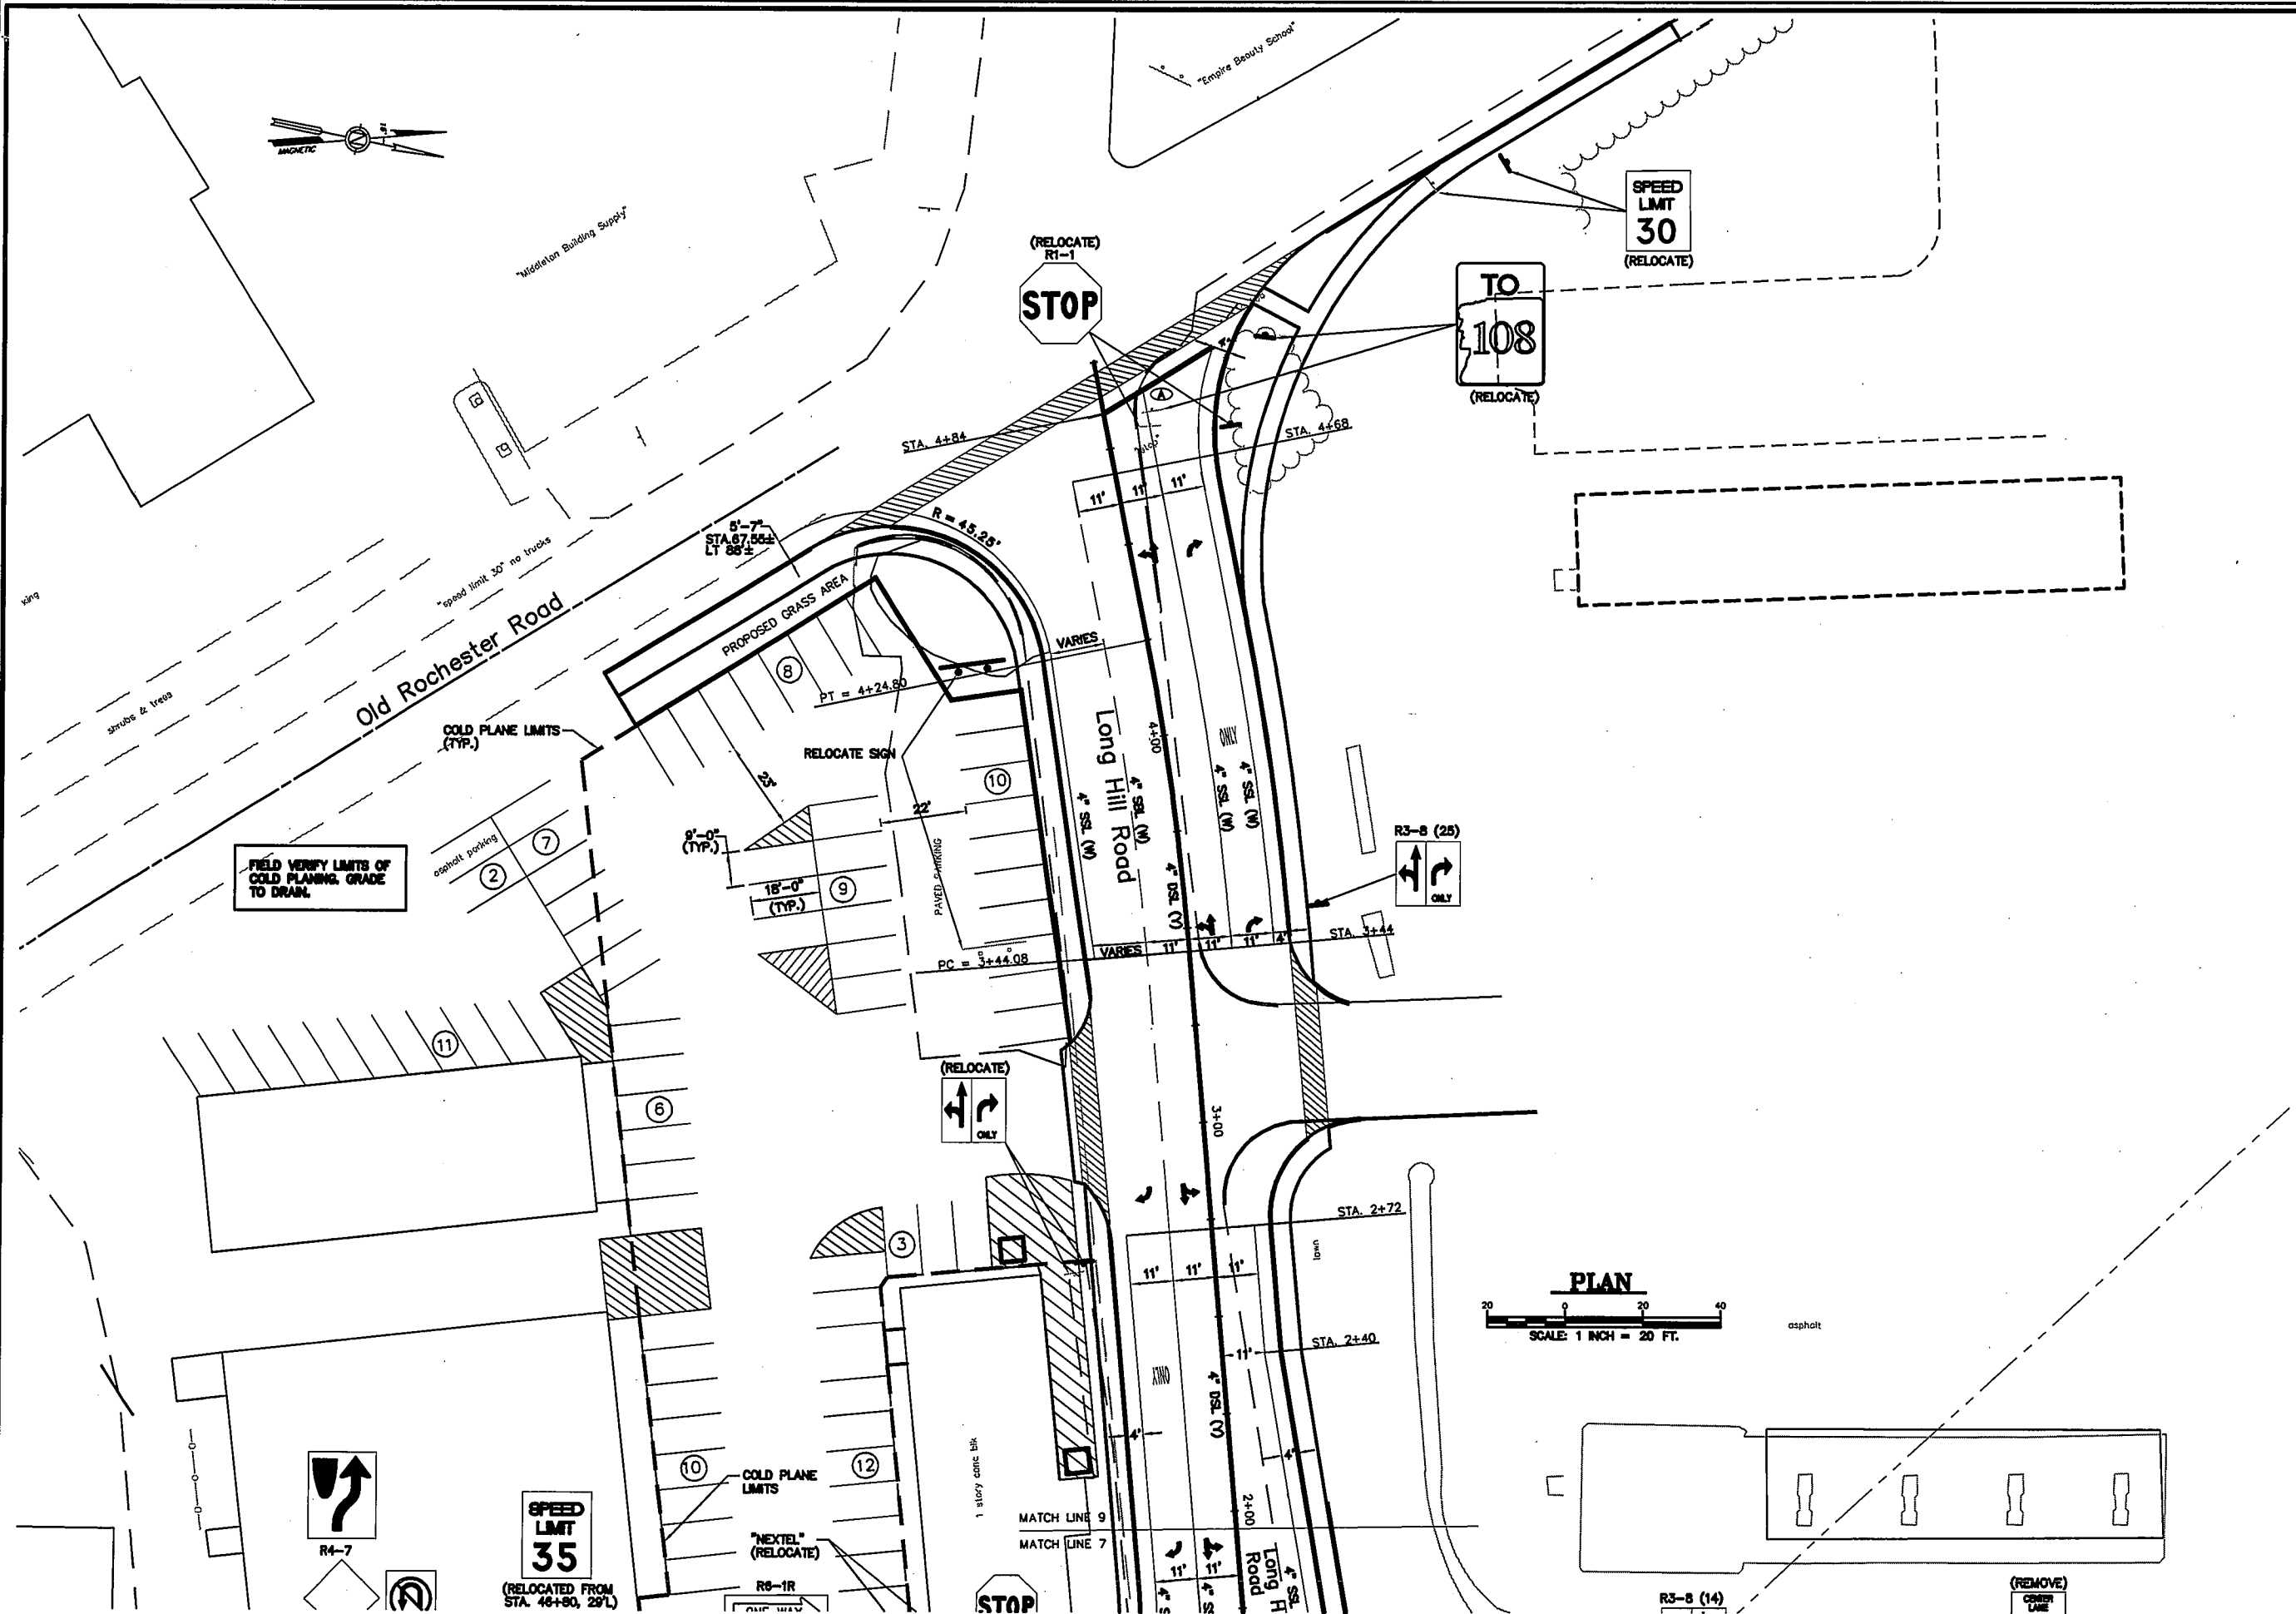 "Empire Beauty School"
MAGNETIC
"Middleton Building Supply"
SPEED
LIMIT
30
(RELOCATE)
(RELOCATE)
R1-1
STOP
TO
108
(RELOCATE)
A
STA. 4+84
STA. 4+68
11'
11'
11'
5'-7"
STA.67.55±
LT 88'±
R = 45.25'
"speed limit 30" no trucks
king
Old Rochester Road
shrubs & trees
PROPOSED GRASS AREA
8
VARIES
PT = 4+24.80
COLD PLANE LIMITS
(TYP.)
RELOCATE SIGN
Long Hill Road
4+00
ONLY
25'
10
22'
4" SSL (W)
4" SBL (W)
4" SSL (W)
4" SSL (W)
4" DSL (Y)
9'-0"
(TYP.)
18'-0"
(TYP.)
9
PAVED PARKING
R3-8 (25)
ONLY
FIELD VERIFY LIMITS OF
COLD PLANING. GRADE
TO DRAIN.
asphalt parking
7
2
VARIES
11'
11'
11'
4'
STA. 3+44
PC = 3+44.08
11
(RELOCATE)
ONLY
6
3+00
STA. 2+72
3
lawn
11'
11'
11'
PLAN
20
0
20
40
SCALE: 1 INCH = 20 FT.
asphalt
STA. 2+40
11'
ONLY
4" DSL (Y)
4'
4'
10
12
COLD PLANE
LIMITS
1 story conc blk
2+00
MATCH LINE 9
MATCH LINE 7
R4-7
SPEED
LIMIT
35
(RELOCATED FROM
STA. 46+80, 29'L)
"NEXTEL"
(RELOCATE)
R6-1R
ONE WAY
STOP
11'
11'
Long H
Road
4" SSL
R3-8 (14)
(REMOVE)
CENTER
LANE